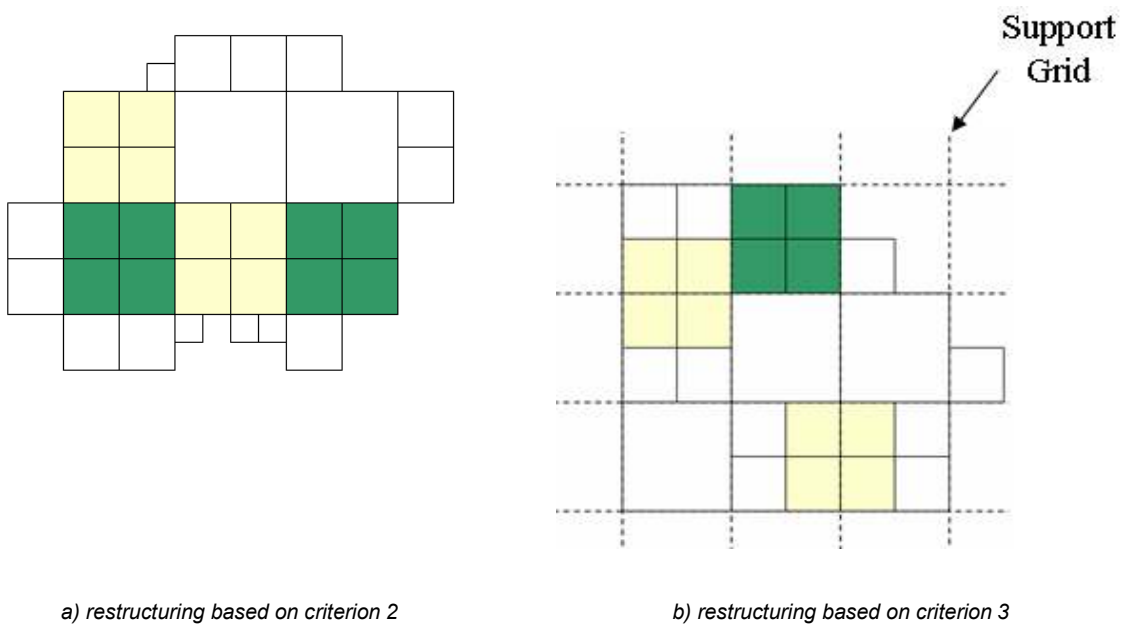 Support
Grid
a) restructuring based on criterion 2
b) restructuring based on criterion 3